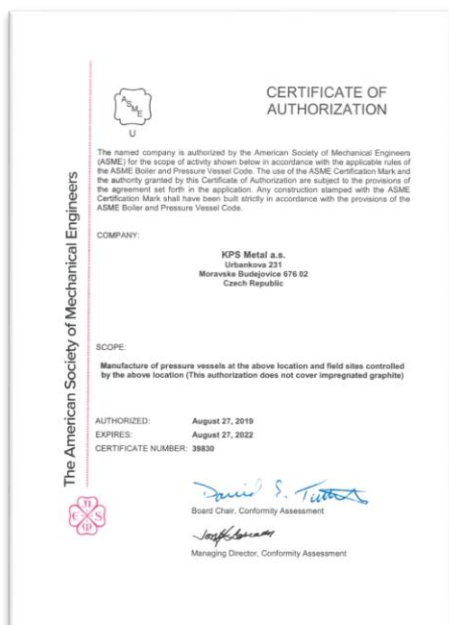 CERTIFICATE OF
AUTHORIZATION
A
S
M
E
U
The named company is authorized by the American Society of Mechanical Engineers
(ASME) for the scope of activity shown below in accordance with the applicable rules of
the ASME Boiler and Pressure Vessel Code. The use of the ASME Certification Mark and
the authority granted by this Certificate of Authorization are subject to the provisions of
the agreement set forth in the application. Any construction stamped with the ASME
Certification Mark shall have been built strictly in accordance with the provisions of the
ASME Boiler and Pressure Vessel Code.
COMPANY:
KPS Metal a.s.
Urbankova 231
Moravske Budejovice 676 02
Czech Republic
SCOPE:
Manufacture of pressure vessels at the above location and field sites controlled
by the above location (This authorization does not cover impregnated graphite)
AUTHORIZED: August 27, 2019
EXPIRES: August 27, 2022
CERTIFICATE NUMBER: 39830
Board Chair, Conformity Assessment
Managing Director, Conformity Assessment
The American Society of Mechanical Engineers